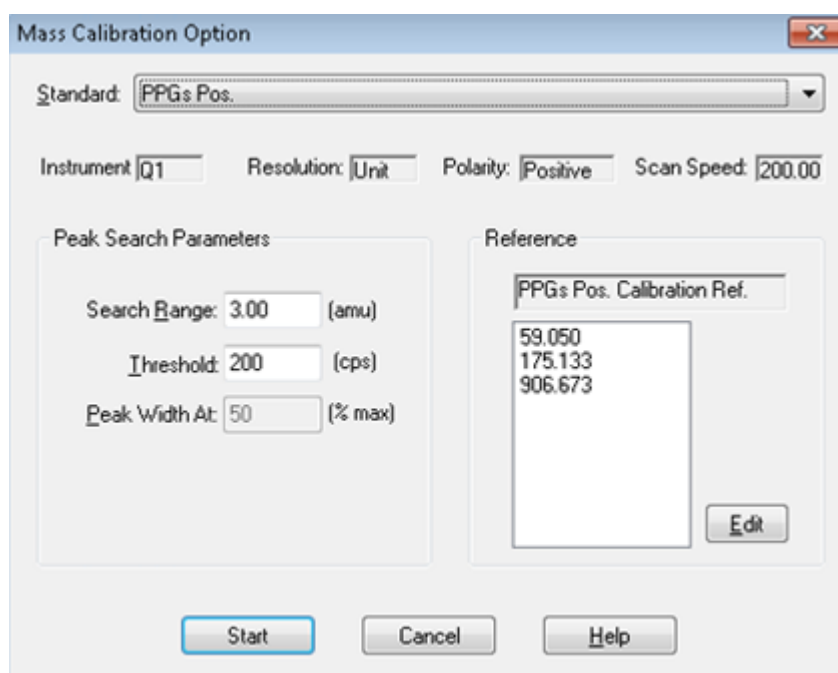 Mass Calibration Option
Standard: PPGs Pos.
Instrument Q1 Resolution: Unit Polarity: Positive Scan Speed: 200.00
Peak Search Parameters
Search Range: 3.00 (amu)
Threshold: 200 (cps)
Peak Width At: 50 (% max)
Reference
PPGs Pos. Calibration Ref.
59.050
175.133
906.673
Edit
Start Cancel Help